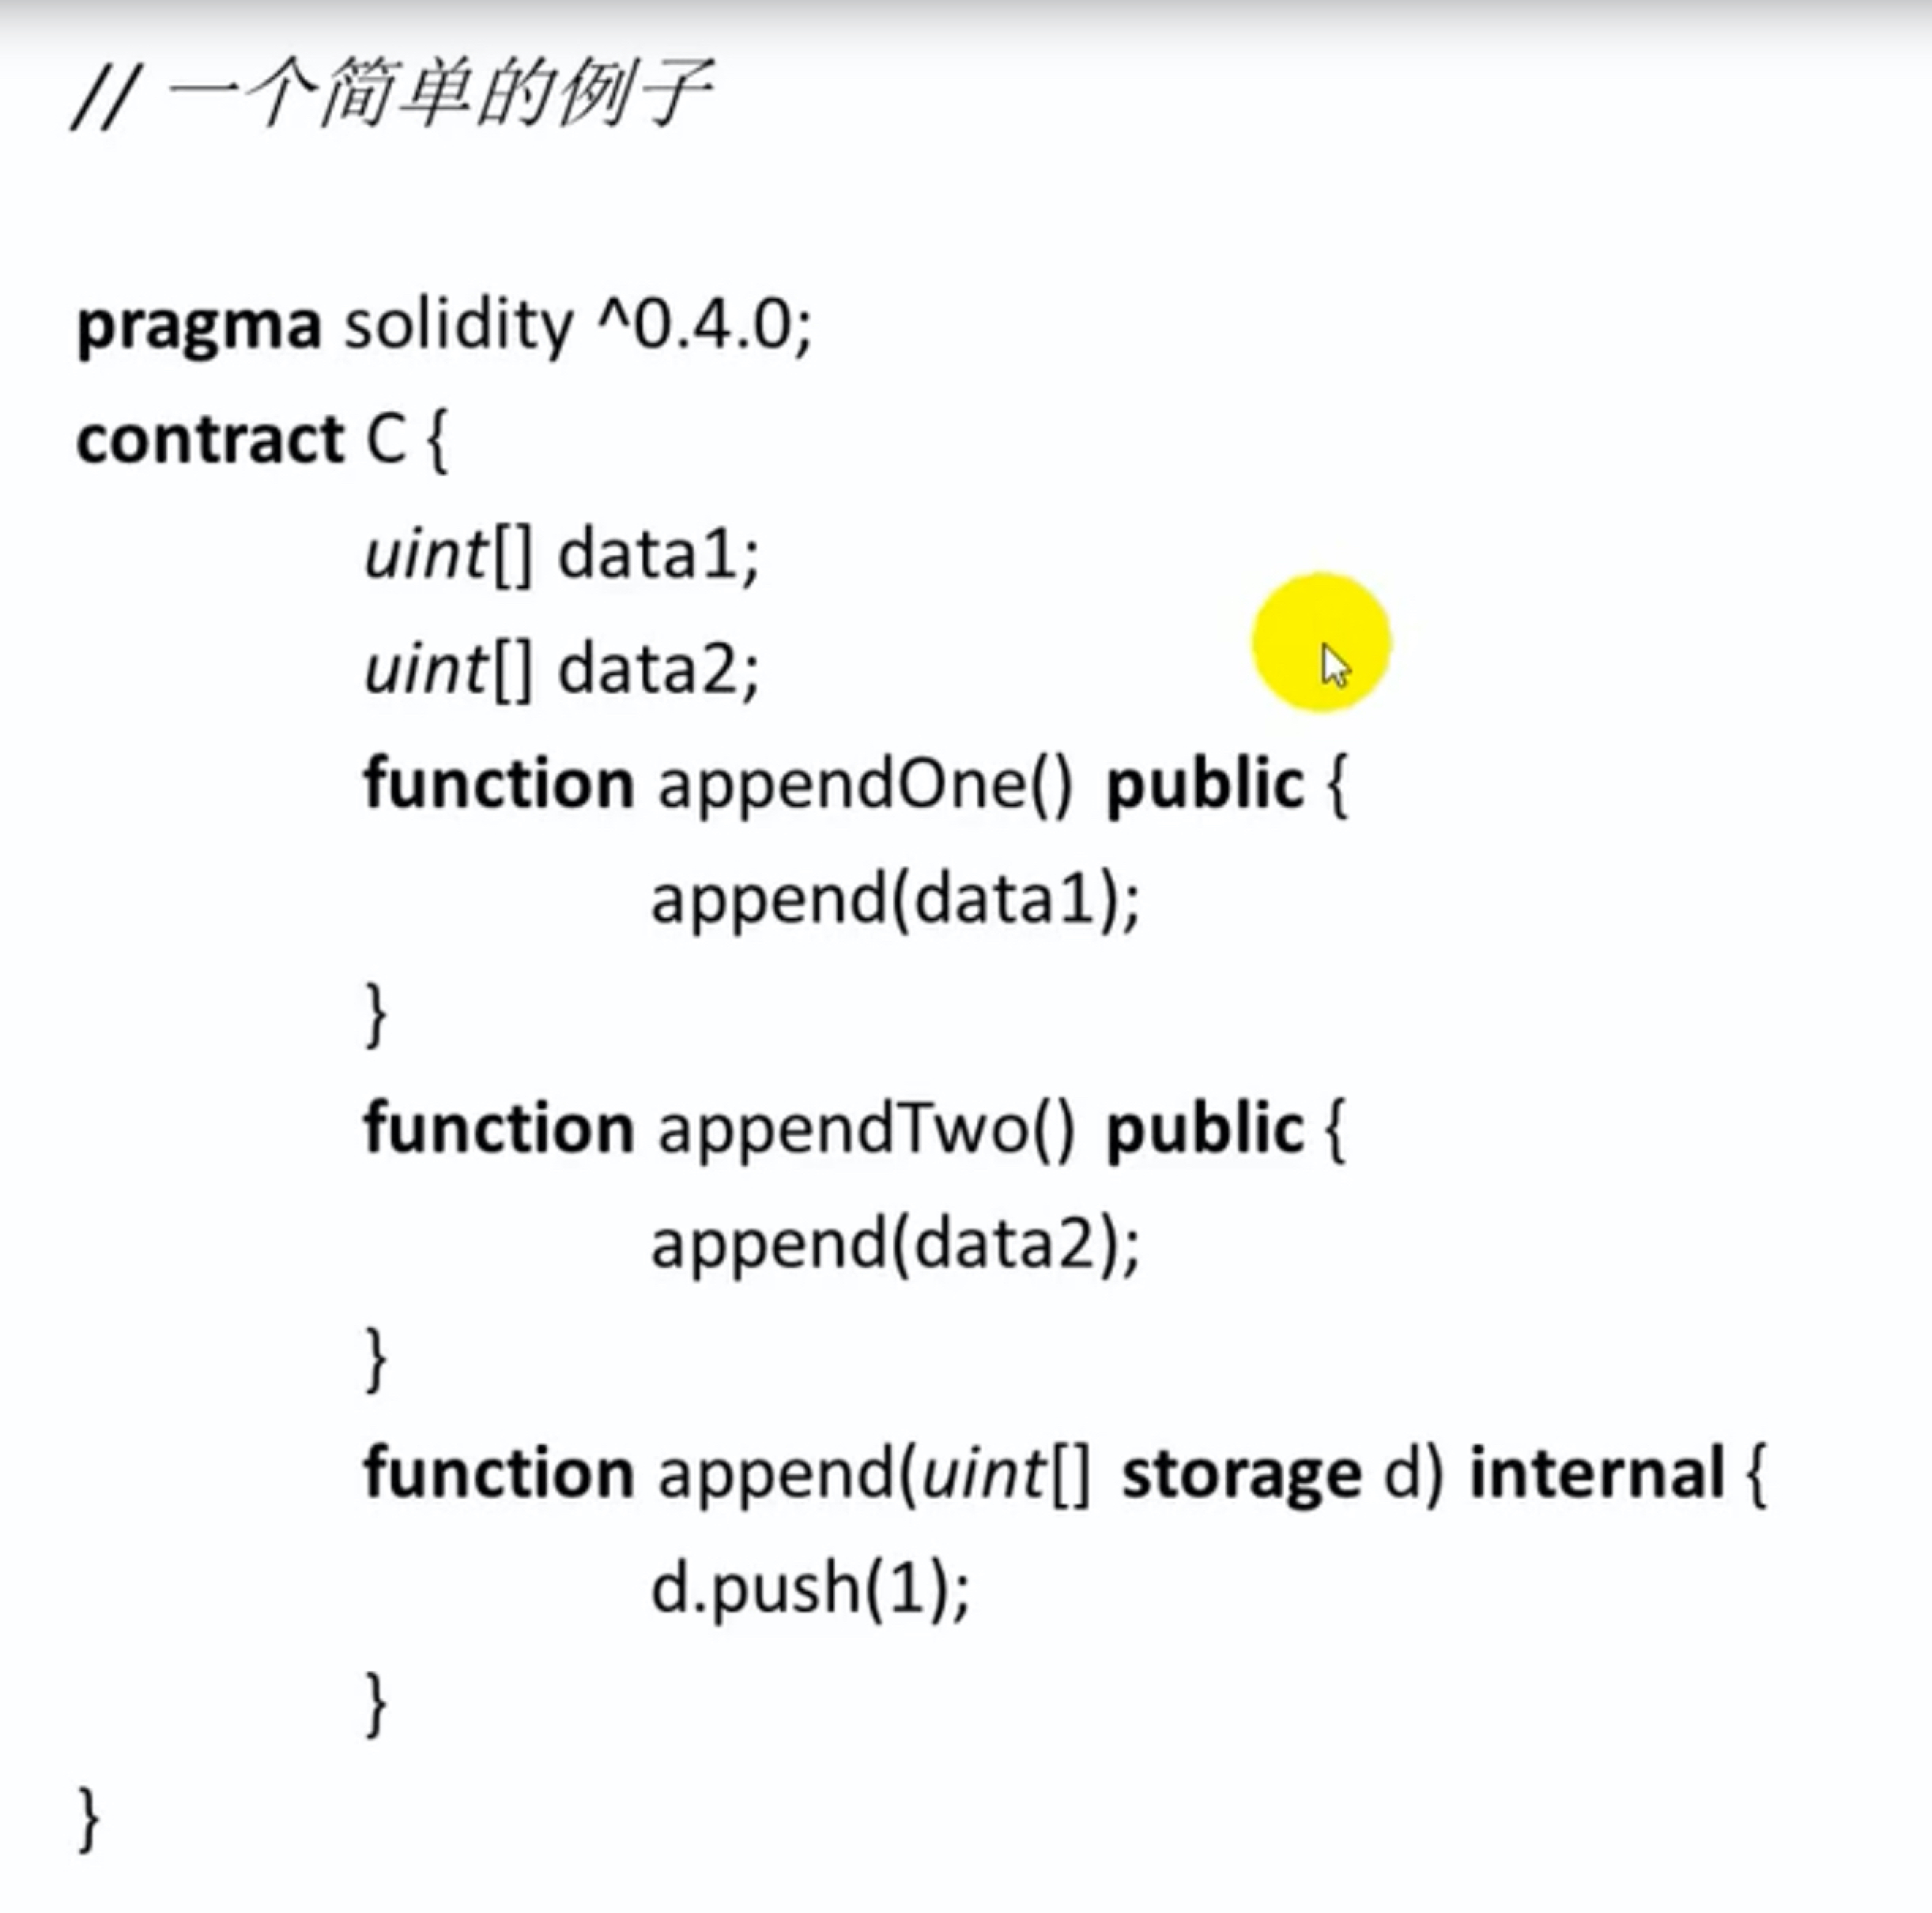 // 一个简单的例子
pragma solidity ^0.4.0;
contract C {
uint[] data1;
uint[] data2;
function appendOne() public {
append(data1);
}
function appendTwo() public {
append(data2);
}
function append(uint[] storage d) internal {
d.push(1);
}
}